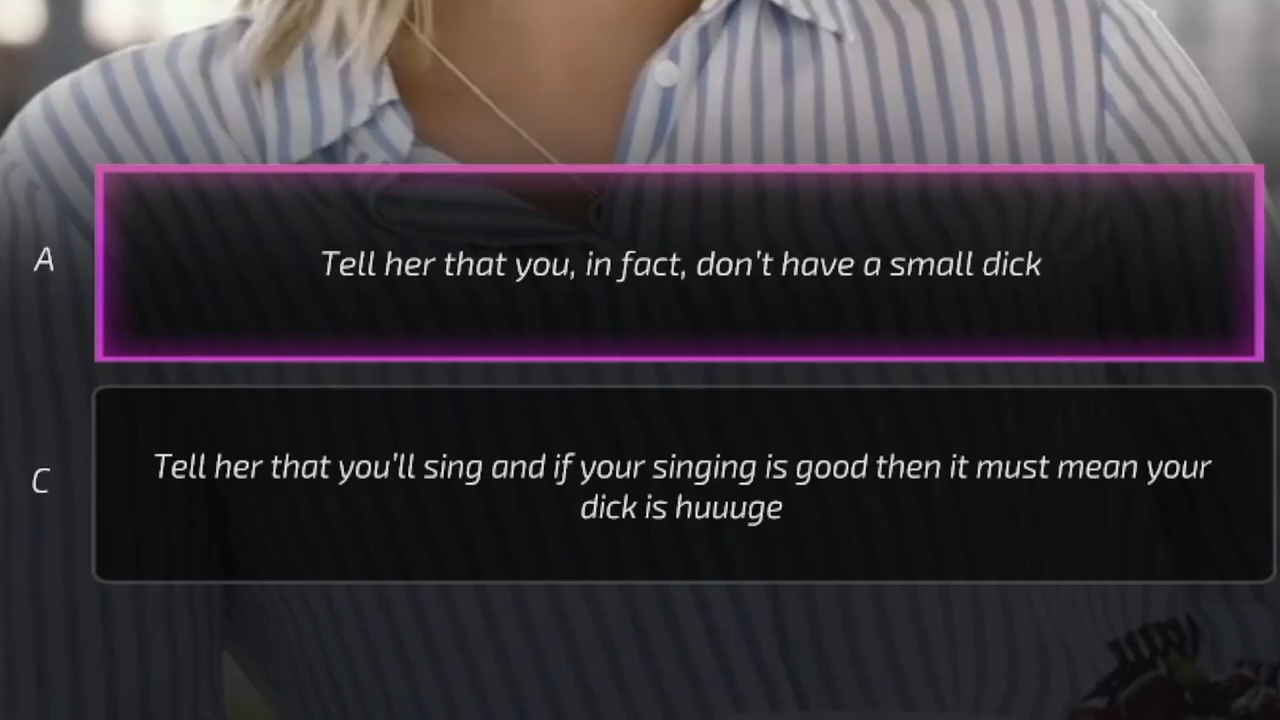 A
Tell her that you, in fact, don't have a small dick
C
Tell her that you'll sing and if your singing is good then it must mean your
dick is huuuge